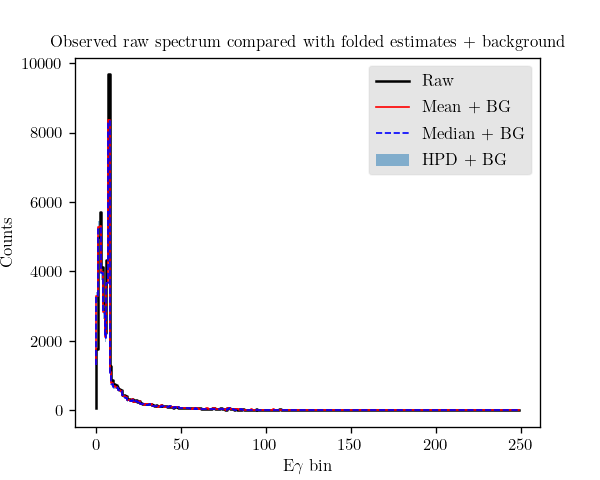 Observed raw spectrum compared with folded estimates + background
10000
8000
6000
4000
2000
0
Counts
Raw
Mean + BG
Median + BG
HPD + BG
0 50 100 150 200 250
Eγ bin